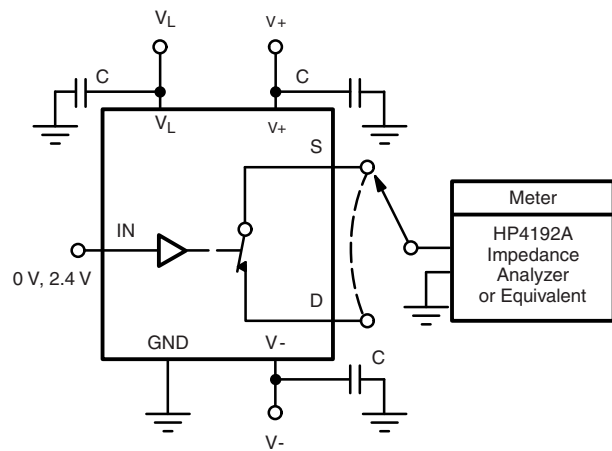 VL
V+
C
C
VL
V+
S
Meter
IN
HP4192A
Impedance
Analyzer
or Equivalent
0 V, 2.4 V
D
GND
V-
C
V-